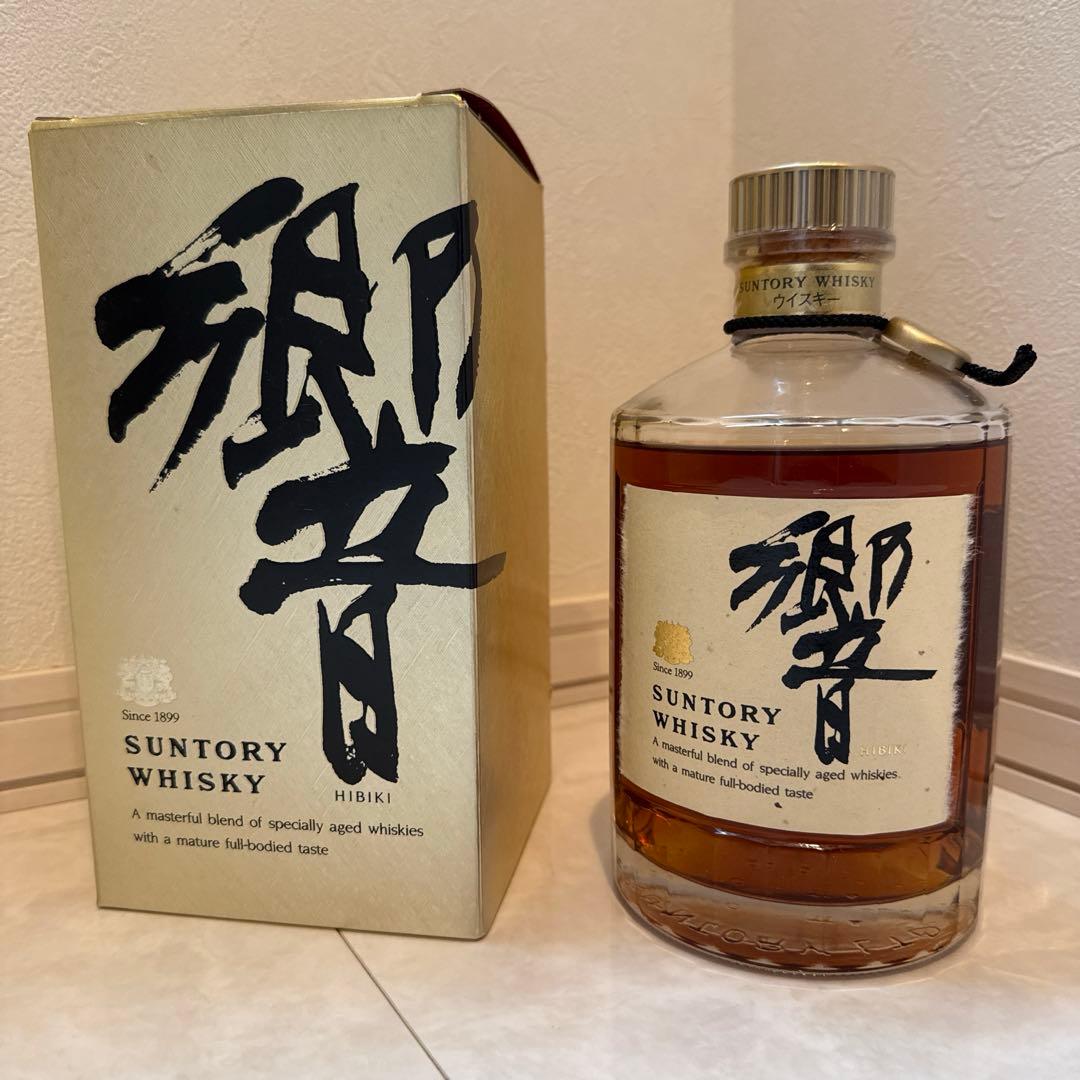 響
Since 1899
SUNTORY
WHISKY
HIBIKI
A masterful blend of specially aged whiskies
with a mature full-bodied taste
SUNTORY WHISKY
ウイスキー
響
Since 1899
SUNTORY
WHISKY
HIBIKI
A masterful blend of specially aged whiskies
with a mature full-bodied taste